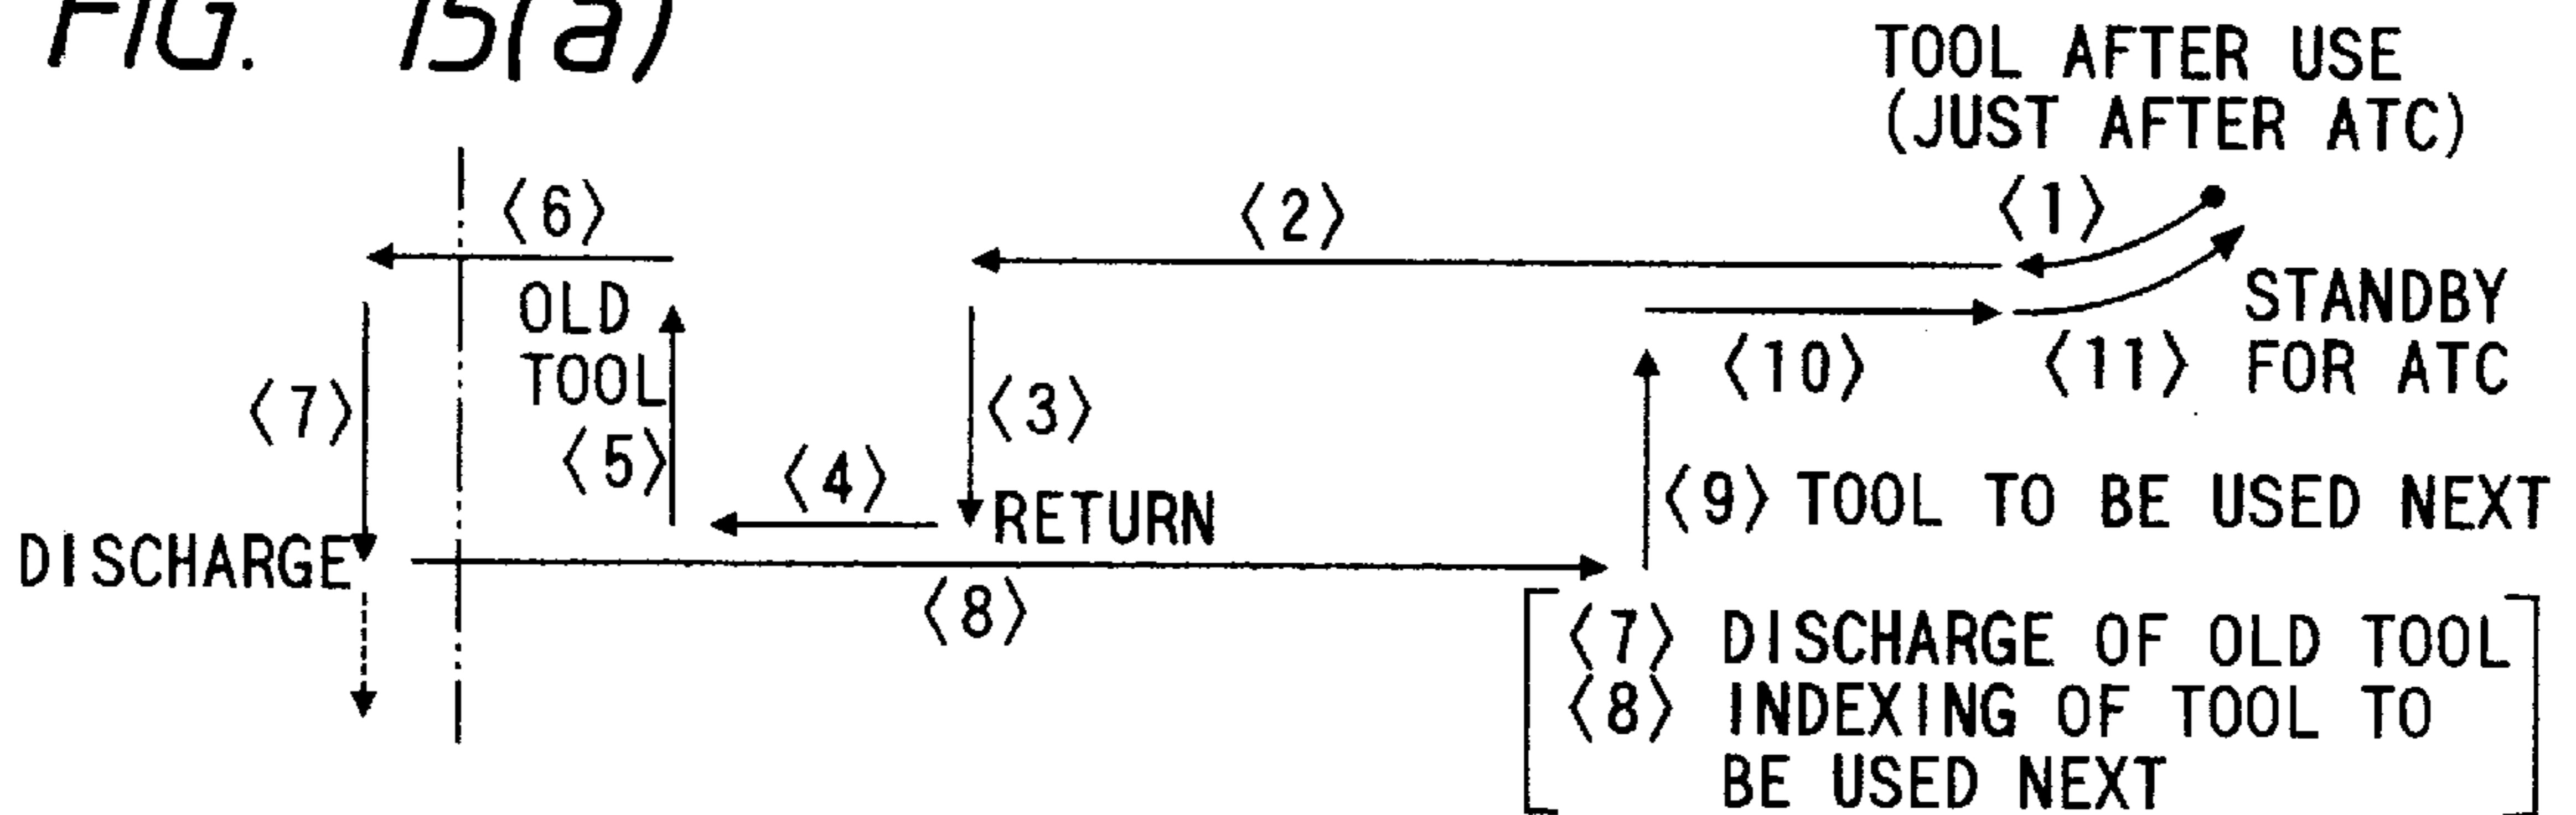 FIG. 15(a)
TOOL AFTER USE
(JUST AFTER ATC)
⟨1⟩
⟨2⟩
⟨6⟩
OLD
TOOL
⟨5⟩
⟨7⟩
⟨3⟩
⟨4⟩
RETURN
⟨10⟩
⟨11⟩
STANDBY
FOR ATC
⟨9⟩ TOOL TO BE USED NEXT
DISCHARGE
⟨8⟩
⟨7⟩ DISCHARGE OF OLD TOOL
⟨8⟩ INDEXING OF TOOL TO
BE USED NEXT